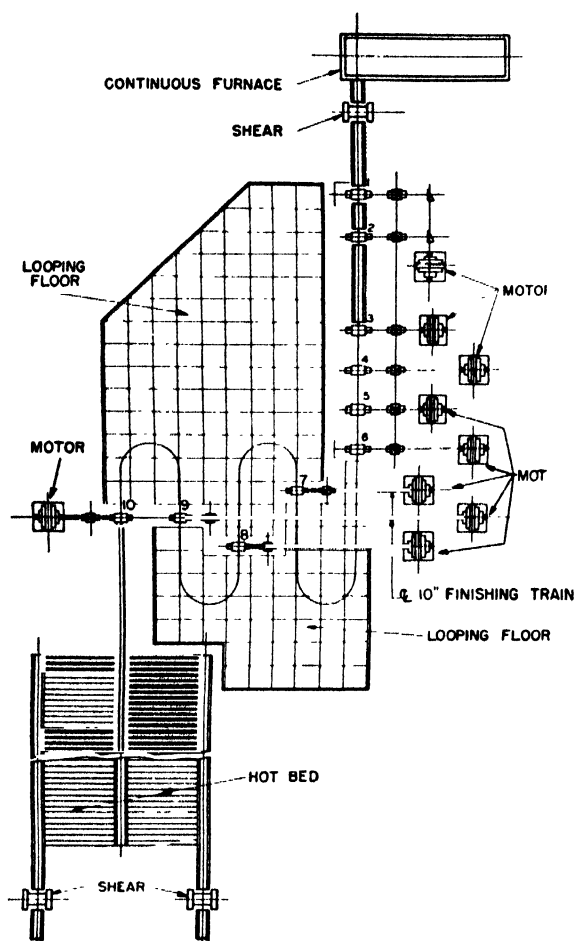 CONTINUOUS FURNACE
SHEAR
1
2
LOOPING
FLOOR
MOTOI
3
4
5
6
MOTOR
7
MOT
10
9
8
℄ 10" FINISHING TRAIN
LOOPING FLOOR
HOT BED
SHEAR